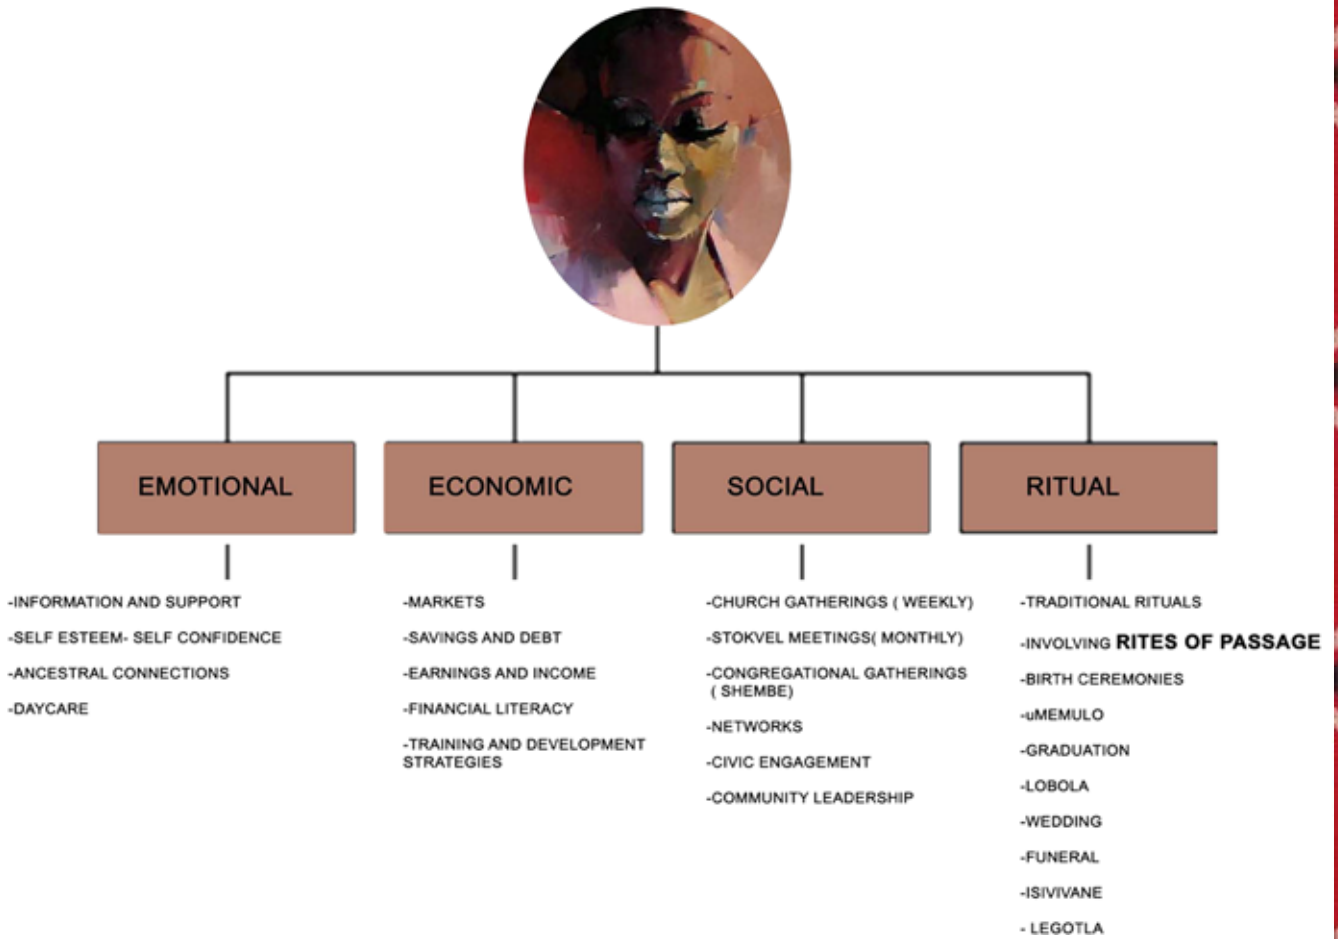 EMOTIONAL
-INFORMATION AND SUPPORT
-SELF ESTEEM- SELF CONFIDENCE
-ANCESTRAL CONNECTIONS
-DAYCARE
ECONOMIC
-MARKETS
-SAVINGS AND DEBT
-EARNINGS AND INCOME
-FINANCIAL LITERACY
-TRAINING AND DEVELOPMENT
STRATEGIES
SOCIAL
-CHURCH GATHERINGS ( WEEKLY)
-STOKVEL MEETINGS( MONTHLY)
-CONGREGATIONAL GATHERINGS
( SHEMBE)
-NETWORKS
-CIVIC ENGAGEMENT
-COMMUNITY LEADERSHIP
RITUAL
-TRADITIONAL RITUALS
-INVOLVING RITES OF PASSAGE
-BIRTH CEREMONIES
-uMEMULO
-GRADUATION
-LOBOLA
-WEDDING
-FUNERAL
-ISIVIVANE
- LEGOTLA